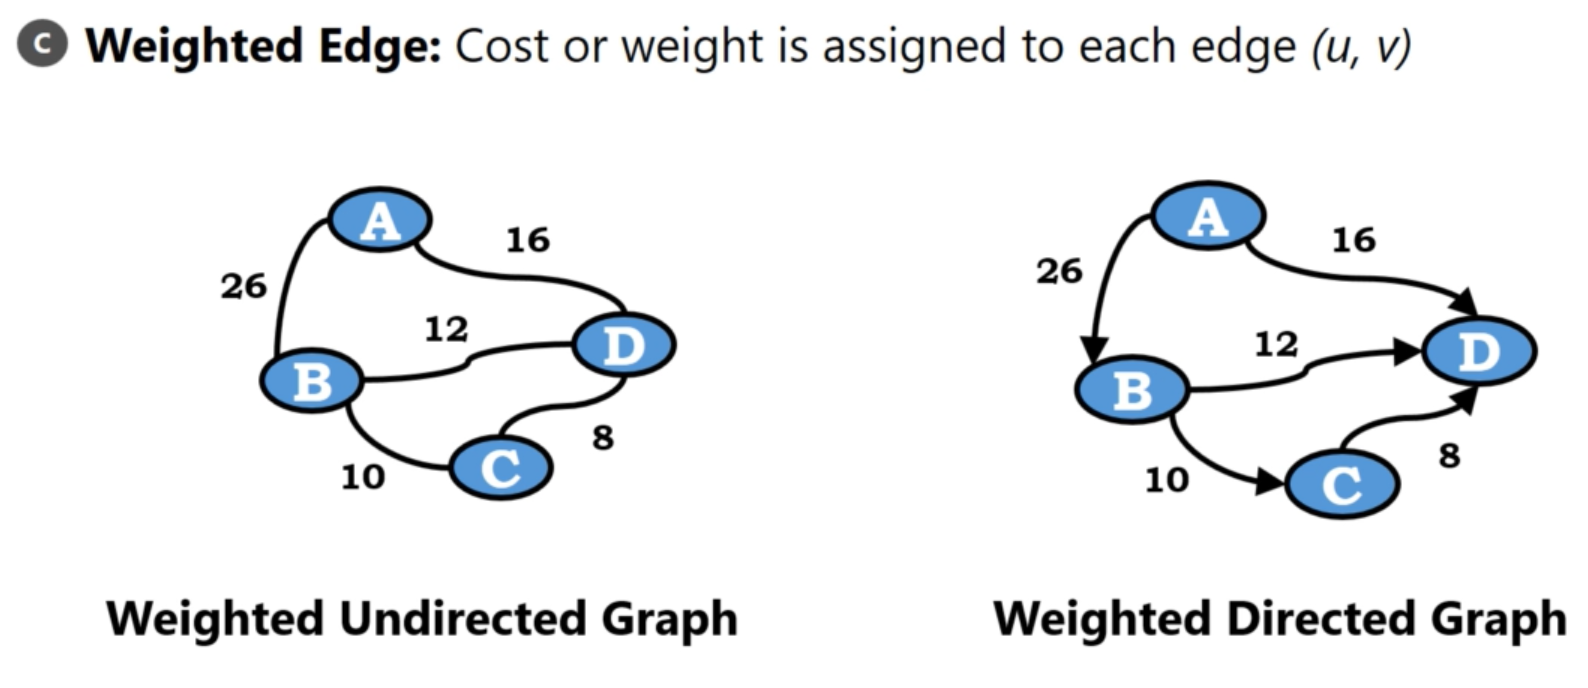 C Weighted Edge: Cost or weight is assigned to each edge (u, v)
A
16
26
12
D
B
C
8
10
Weighted Undirected Graph
A
16
26
12
D
B
C
8
10
Weighted Directed Graph